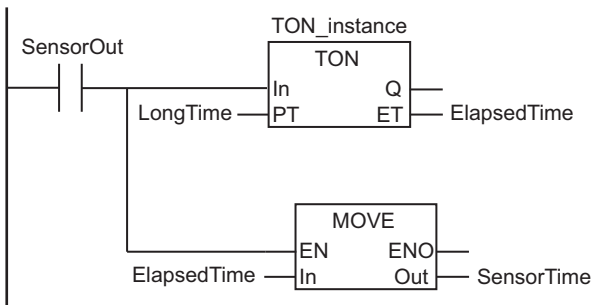 TON_instance
SensorOut
TON
In Q
LongTime PT ET ElapsedTime
MOVE
EN ENO
ElapsedTime In Out SensorTime